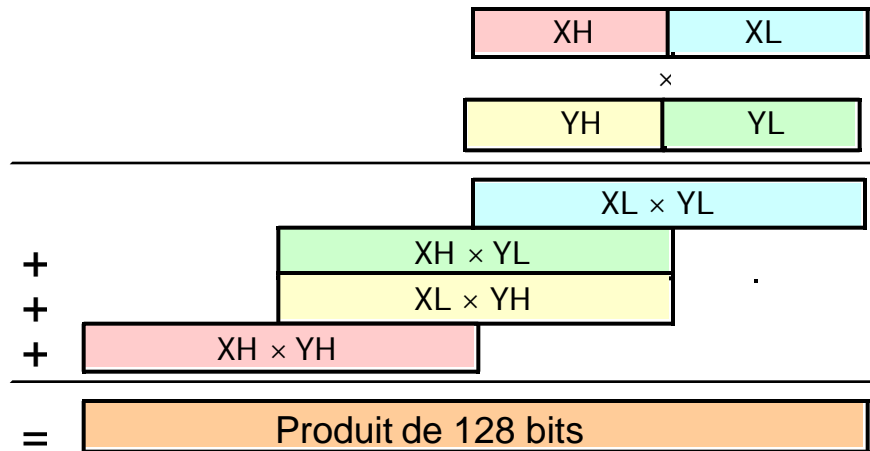 XH XL
×
YH YL
XL × YL
+ XH × YL
+ XL × YH
+ XH × YH
= Produit de 128 bits